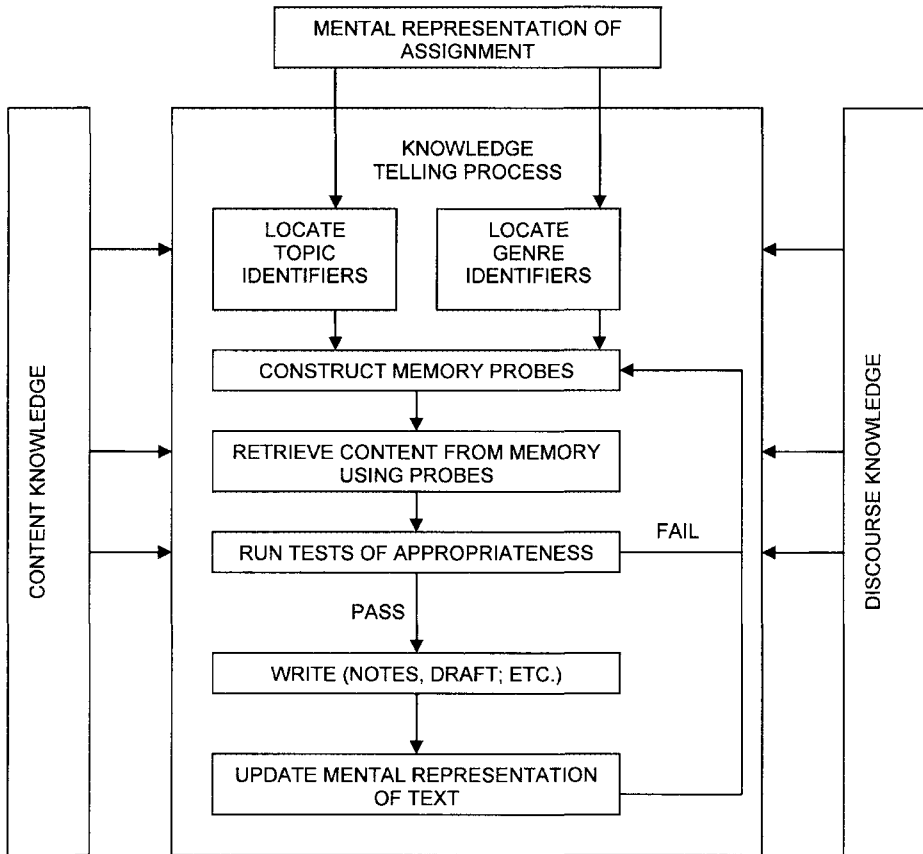 MENTAL REPRESENTATION OF
ASSIGNMENT
KNOWLEDGE
TELLING PROCESS
LOCATE
TOPIC
IDENTIFIERS
LOCATE
GENRE
IDENTIFIERS
CONSTRUCT MEMORY PROBES
RETRIEVE CONTENT FROM MEMORY
USING PROBES
RUN TESTS OF APPROPRIATENESS
FAIL
PASS
WRITE (NOTES, DRAFT; ETC.)
UPDATE MENTAL REPRESENTATION
OF TEXT
CONTENT KNOWLEDGE
DISCOURSE KNOWLEDGE